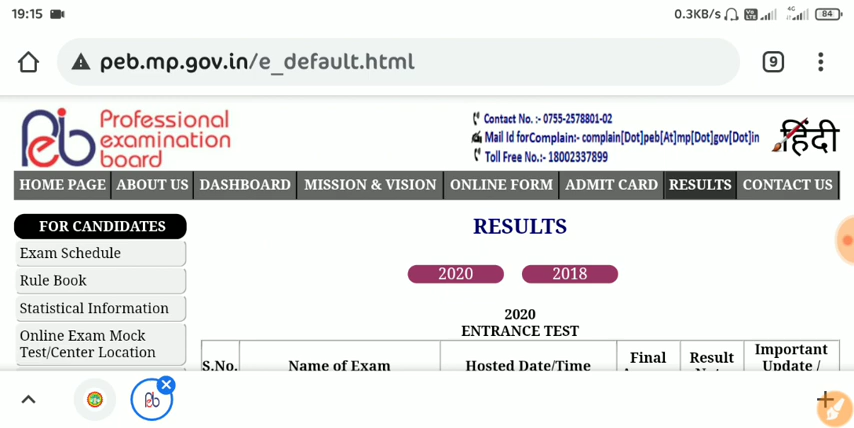 19:15
0.3KB/s 4G 84
peb.mp.gov.in/e_default.html
9
Peb Professional examination board
Contact No. :- 0755-2578801-02
Mail Id forComplain:- complain[Dot]peb[At]mp[Dot]gov[Dot]in
Toll Free No.:- 18002337899
हिंदी
HOME PAGE ABOUT US DASHBOARD MISSION & VISION ONLINE FORM ADMIT CARD RESULTS CONTACT US
FOR CANDIDATES
Exam Schedule
Rule Book
Statistical Information
Online Exam Mock
Test/Center Location
RESULTS
2020 2018
2020
ENTRANCE TEST
S.No. Name of Exam Hosted Date/Time Final Result Important
Update /